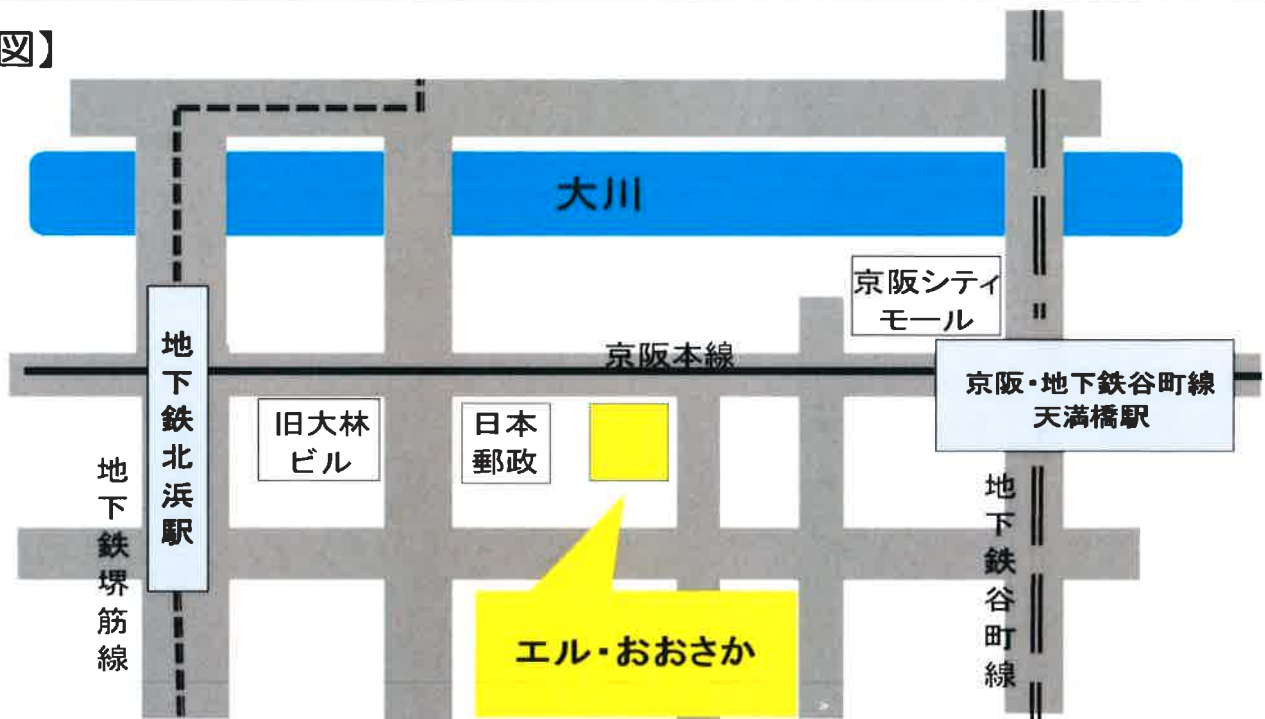 図】
大川
京阪シティ
モール
京阪本線
京阪・地下鉄谷町線
天満橋駅
地下鉄北浜駅
旧大林
ビル
日本
郵政
地下鉄堺筋線
地下鉄谷町線
エル・おおさか